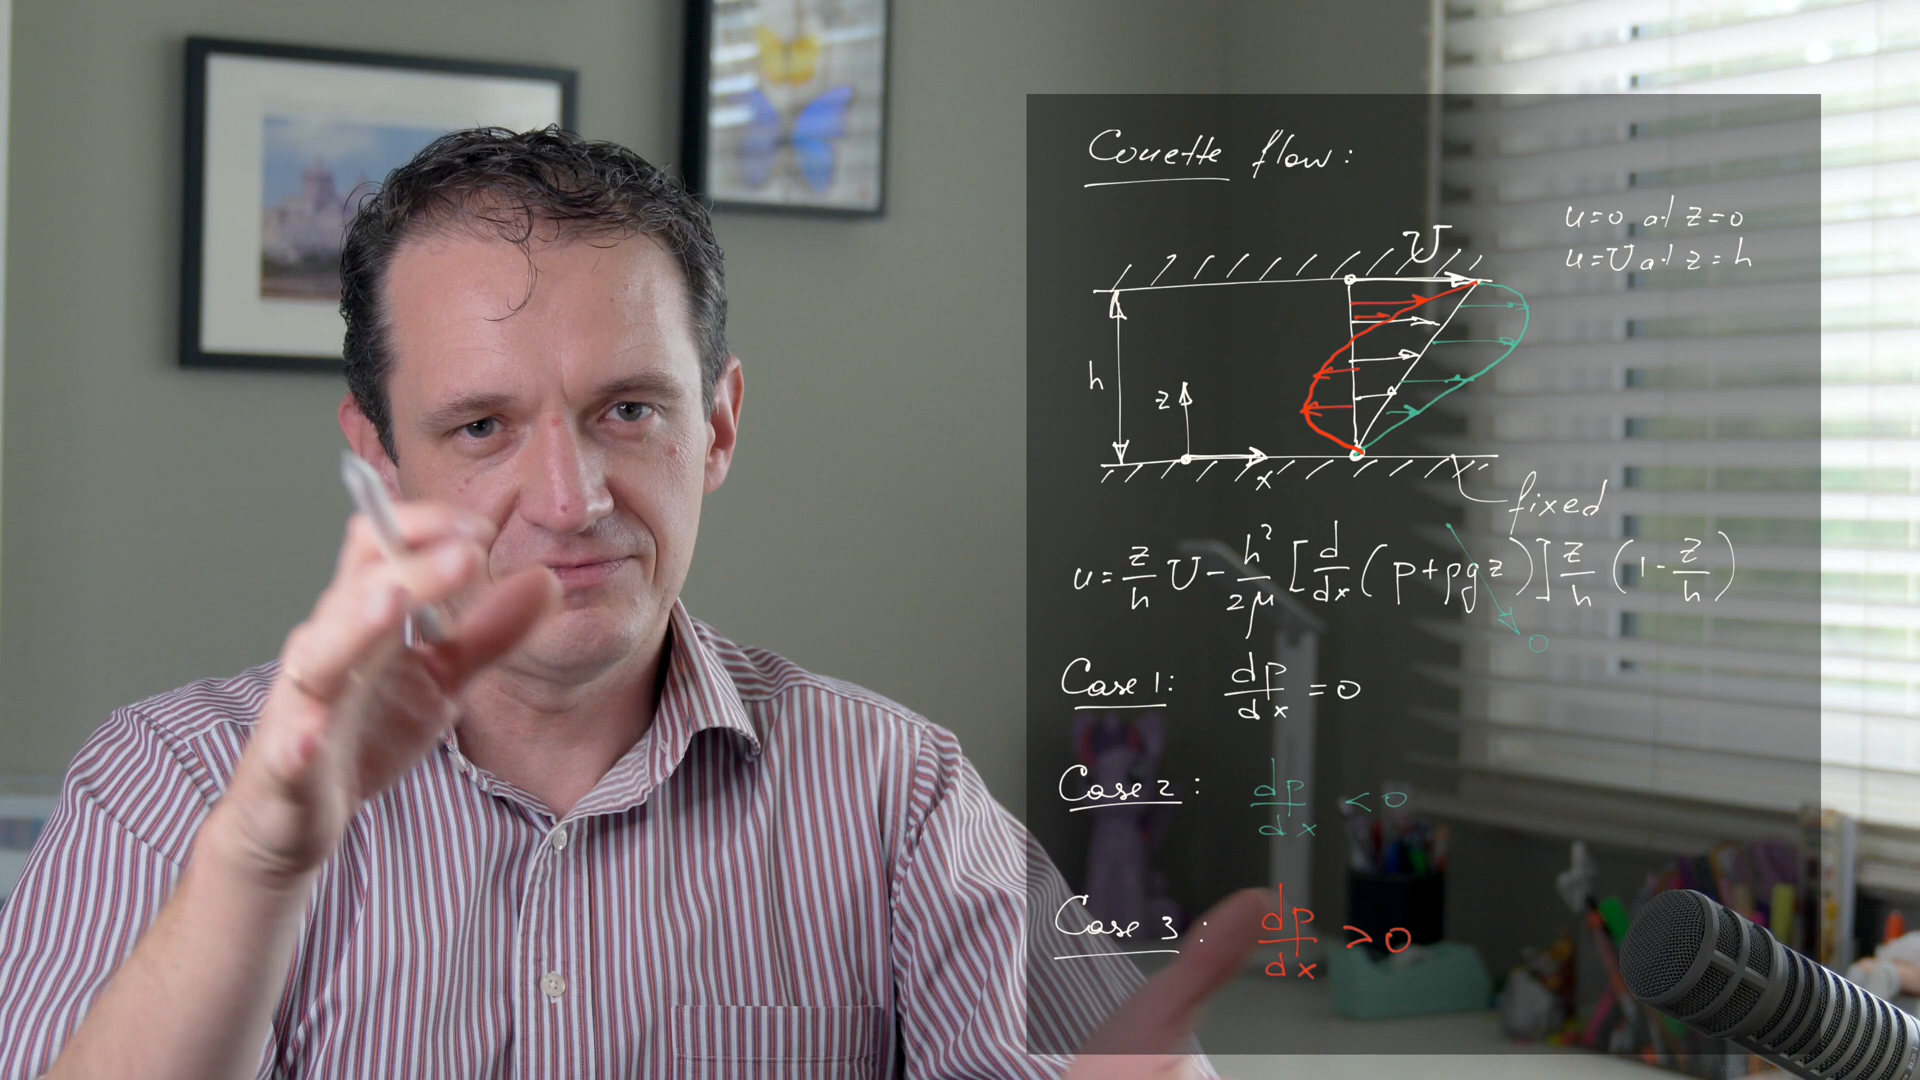 Couette flow:
u=0 at z=0
u=U at z=h
U
h
z
x
fixed
u = z/h U - h²/2μ [d/dx (p+ρgz)] z/h (1 - z/h)
0
Case 1: dp/dx = 0
Case 2: dp/dx < 0
Case 3: dp/dx > 0